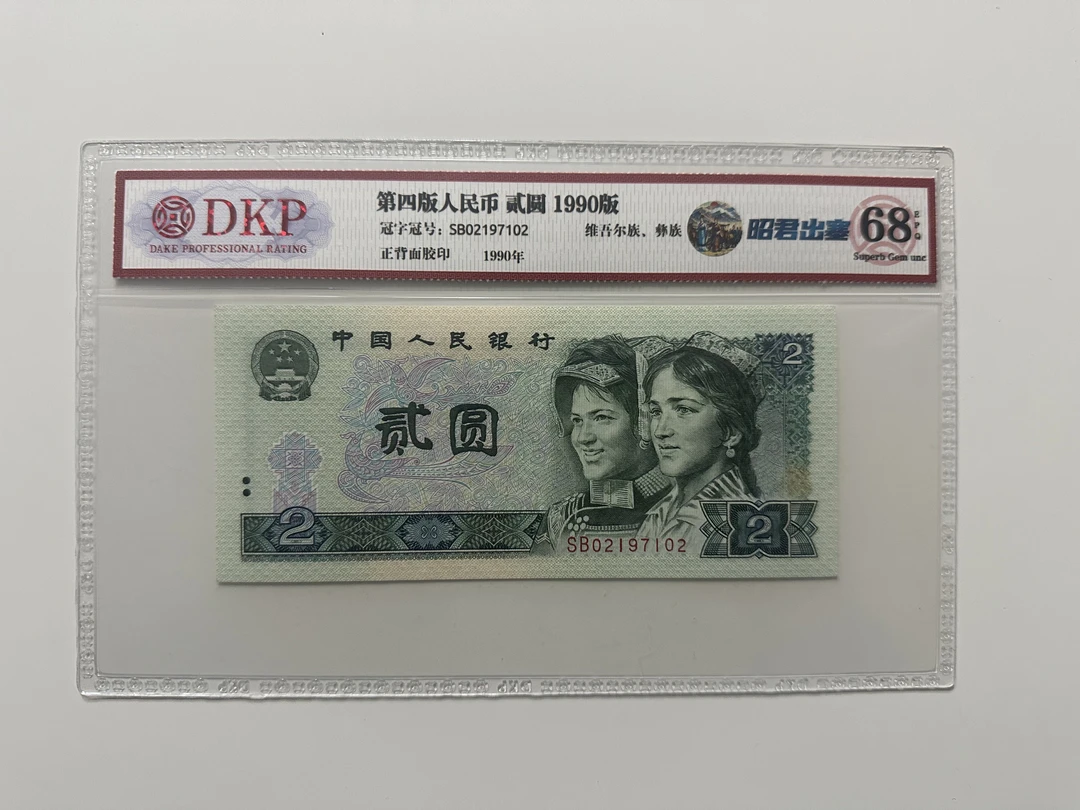 DKP
DAKE PROFESSIONAL RATING
第四版人民币 贰圆 1990版
冠字冠号: SB02197102
维吾尔族、彝族
正背面胶印 1990年
昭君出塞
68
EPQ
Superb Gem unc
中国人民银行
2
贰圆
2
SB02197102
2